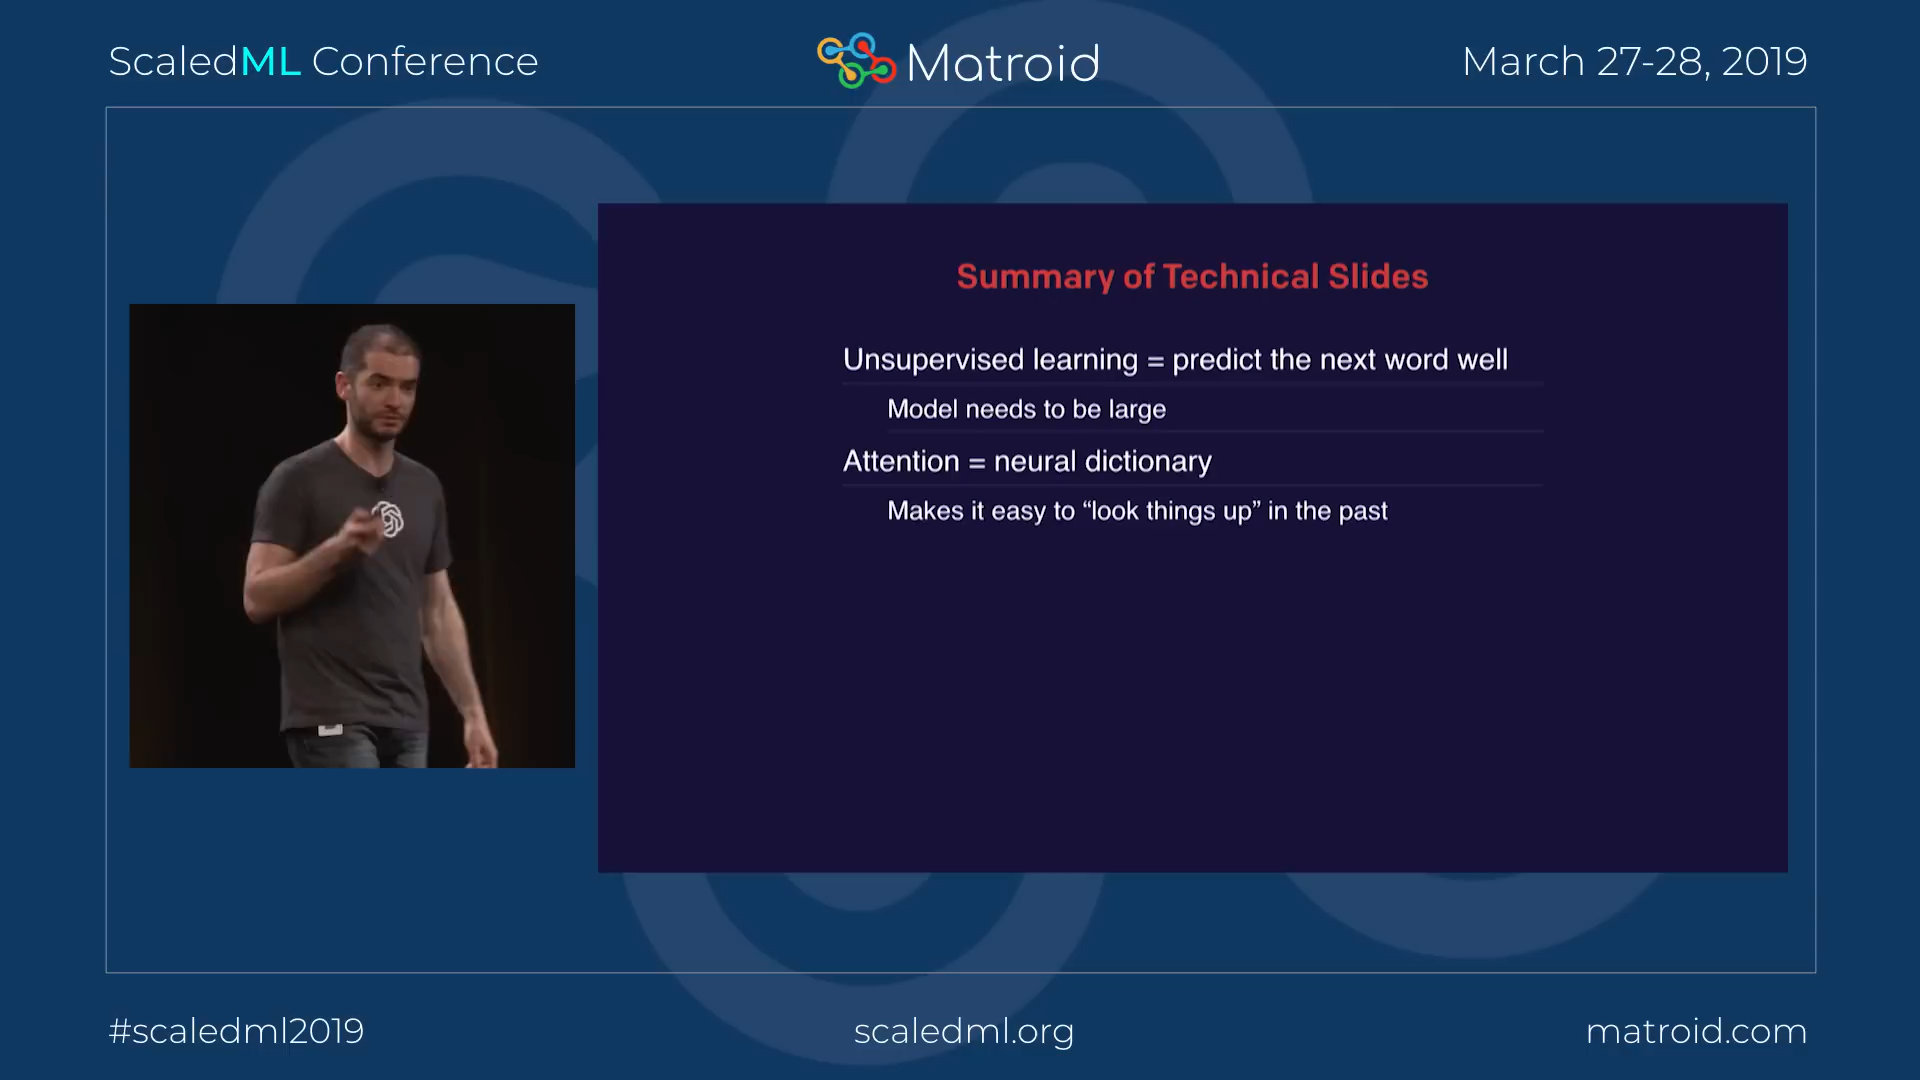 ScaledML Conference
Matroid
March 27-28, 2019
Summary of Technical Slides
Unsupervised learning = predict the next word well
Model needs to be large
Attention = neural dictionary
Makes it easy to “look things up” in the past
#scaledml2019
scaledml.org
matroid.com